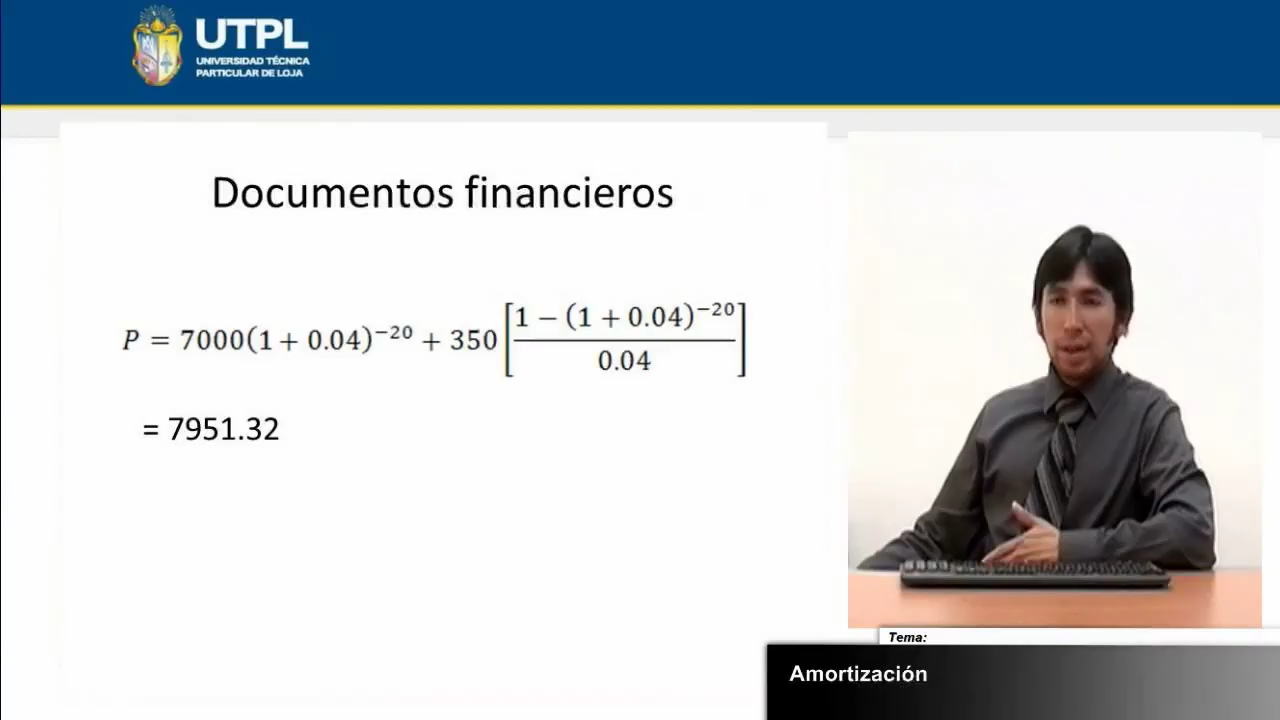 UTPL
UNIVERSIDAD TÉCNICA
PARTICULAR DE LOJA
Documentos financieros
P = 7000(1 + 0.04)^{-20} + 350 [\frac{1 - (1 + 0.04)^{-20}}{0.04}]
= 7951.32
Tema:
Amortización